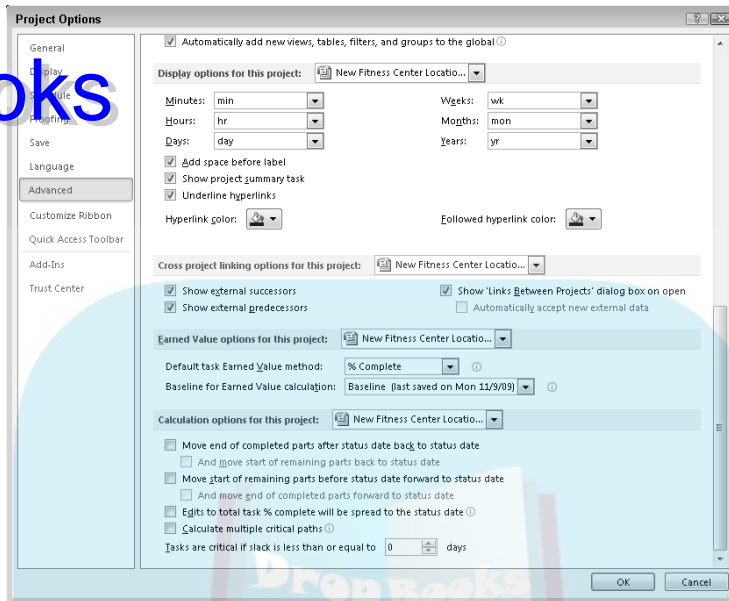 Project Options
General
Display
Schedule
Proofing
Save
Language
Advanced
Customize Ribbon
Quick Access Toolbar
Add-Ins
Trust Center
oks
Automatically add new views, tables, filters, and groups to the global
Display options for this project: New Fitness Center Locatio...
Minutes: min Weeks: wk
Hours: hr Months: mon
Days: day Years: yr
Add space before label
Show project summary task
Underline hyperlinks
Hyperlink color: Followed hyperlink color:
Cross project linking options for this project: New Fitness Center Locatio...
Show external successors Show 'Links Between Projects' dialog box on open
Show external predecessors Automatically accept new external data
Earned Value options for this project: New Fitness Center Locatio...
Default task Earned Value method: % Complete
Baseline for Earned Value calculation: Baseline (last saved on Mon 11/9/09)
Calculation options for this project: New Fitness Center Locatio...
Move end of completed parts after status date back to status date
And move start of remaining parts back to status date
Move start of remaining parts before status date forward to status date
And move end of completed parts forward to status date
Edits to total task % complete will be spread to the status date
Calculate multiple critical paths
Tasks are critical if slack is less than or equal to 0 days
DropBooks
OK Cancel